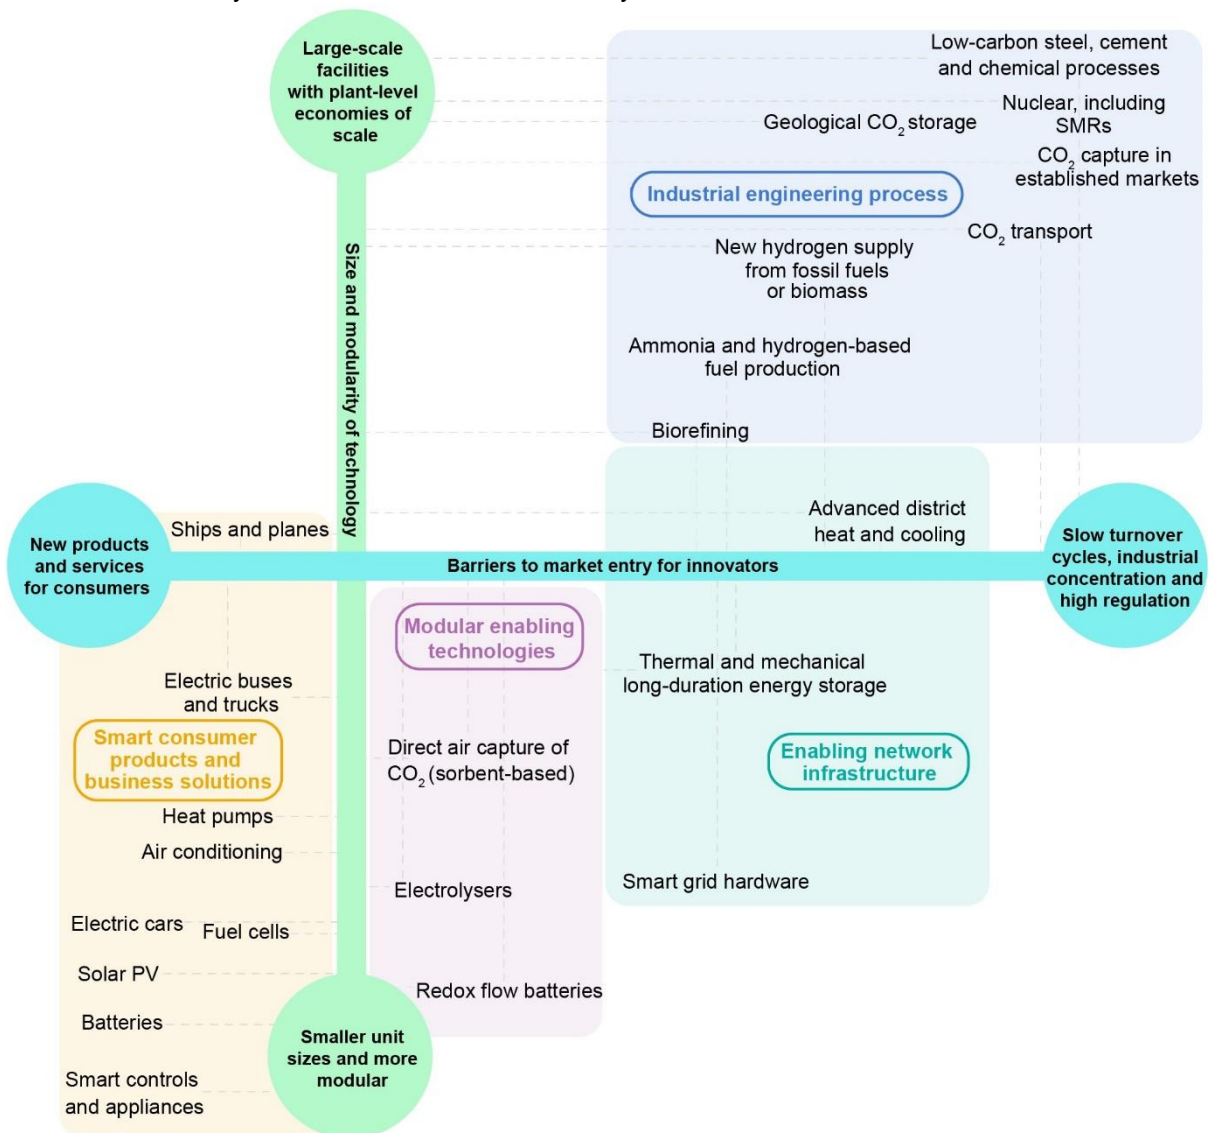 Large-scale
facilities
with plant-level
economies of
scale
Low-carbon steel, cement
and chemical processes
Nuclear, including
SMRs
Geological CO₂ storage
CO₂ capture in
established markets
Industrial engineering process
CO₂ transport
New hydrogen supply
from fossil fuels
or biomass
Size and modularity of technology
Ammonia and hydrogen-based
fuel production
Biorefining
Advanced district
heat and cooling
Ships and planes
New products
and services
for consumers
Barriers to market entry for innovators
Slow turnover
cycles, industrial
concentration and
high regulation
Modular enabling
technologies
Thermal and mechanical
long-duration energy storage
Electric buses
and trucks
Smart consumer
products and
business solutions
Direct air capture of
CO₂ (sorbent-based)
Enabling network
infrastructure
Heat pumps
Air conditioning
Electrolysers
Smart grid hardware
Electric cars
Fuel cells
Solar PV
Redox flow batteries
Batteries
Smaller unit
sizes and more
modular
Smart controls
and appliances